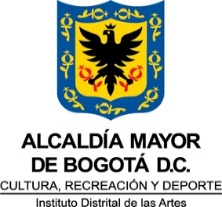 ALCALDÍA MAYOR
DE BOGOTÁ D.C.
CULTURA, RECREACIÓN Y DEPORTE
Instituto Distrital de las Artes